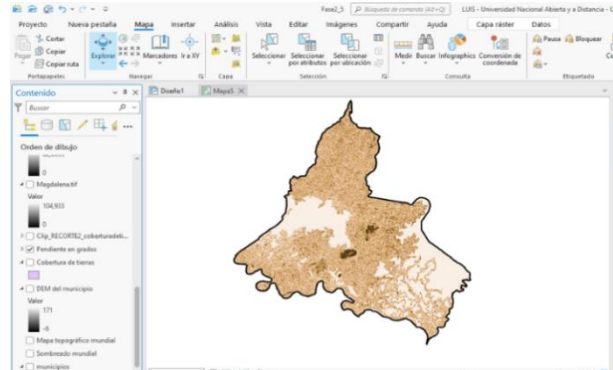 Fase2_5
Búsqueda de comando (Alt+Q)
LUIS - Universidad Nacional Abierta y a Distancia - U
Proyecto Nueva pestaña Mapa Insertar Análisis Vista Editar Imágenes Compartir Ayuda Capa ráster Datos
Pegar
Cortar
Copiar
Copiar ruta
Explorar
Marcadores
Ir a XY
Seleccionar
Seleccionar por atributos
Seleccionar por ubicación
Medir
Buscar
Infographics
Conversión de coordenada
Pausa
Bloquear
Portapapeles Navegar Capa Selección Consulta Etiquetado
Contenido
Diseño1
Mapa5
Buscar
Orden de dibujo
0
Magdalena.tif
Valor
104,933
0
Clip_RECORTE2_coberturadeti...
Pendiente en grados
Cobertura de tierras
DEM del municipio
Valor
171
-6
Mapa topográfico mundial
Sombreado mundial
municipios